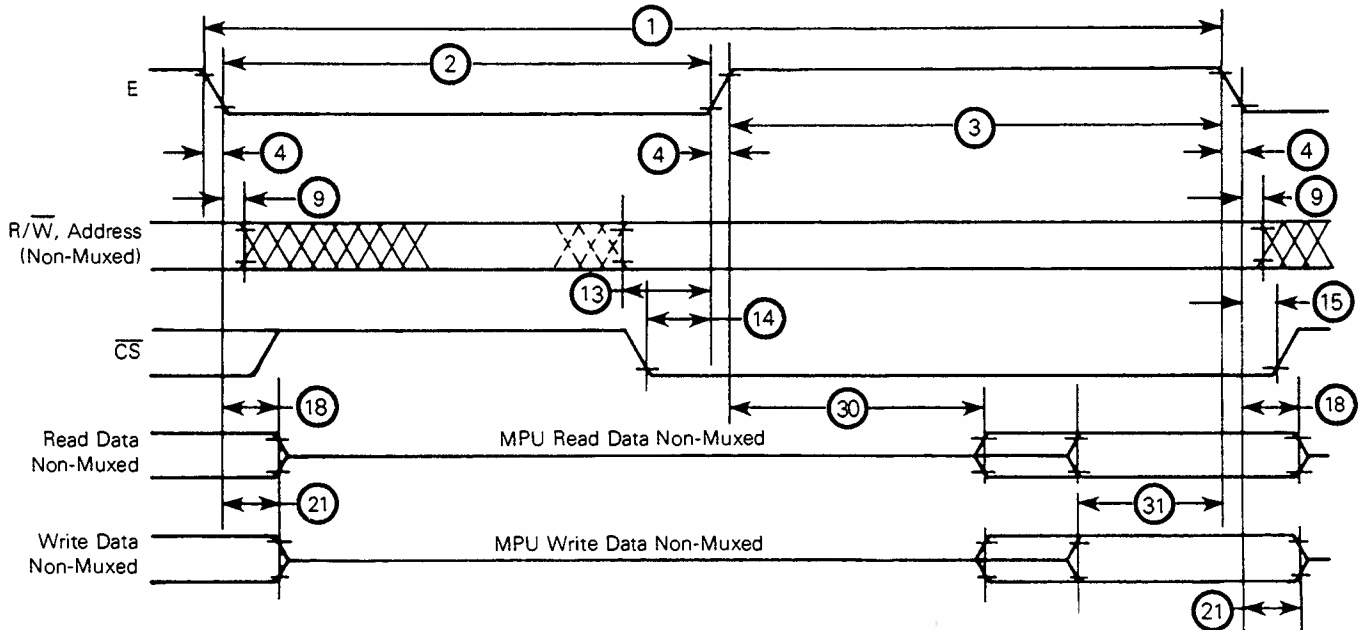 1
2
E
3
4
4
4
9
9
R/W̅, Address
(Non-Muxed)
13
14
15
C̅S̅
18
30
18
Read Data
Non-Muxed
MPU Read Data Non-Muxed
21
31
Write Data
Non-Muxed
MPU Write Data Non-Muxed
21